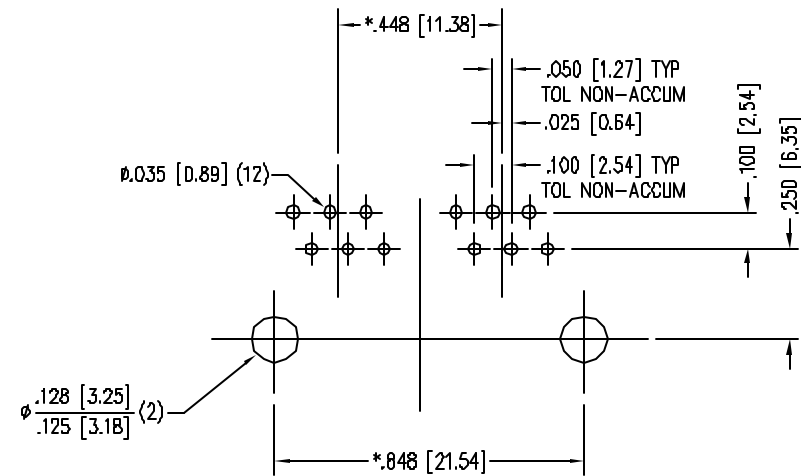 *.448 [11.38]
.050 [1.27] TYP
TOL NON-ACCUM
.025 [0.64]
.100 [2.54] TYP
TOL NON-ACCUM
.100 [2.54]
.250 [6.35]
ø.035 [0.89] (12)
ø .128 [3.25]
.125 [3.18] (2)
*.848 [21.54]